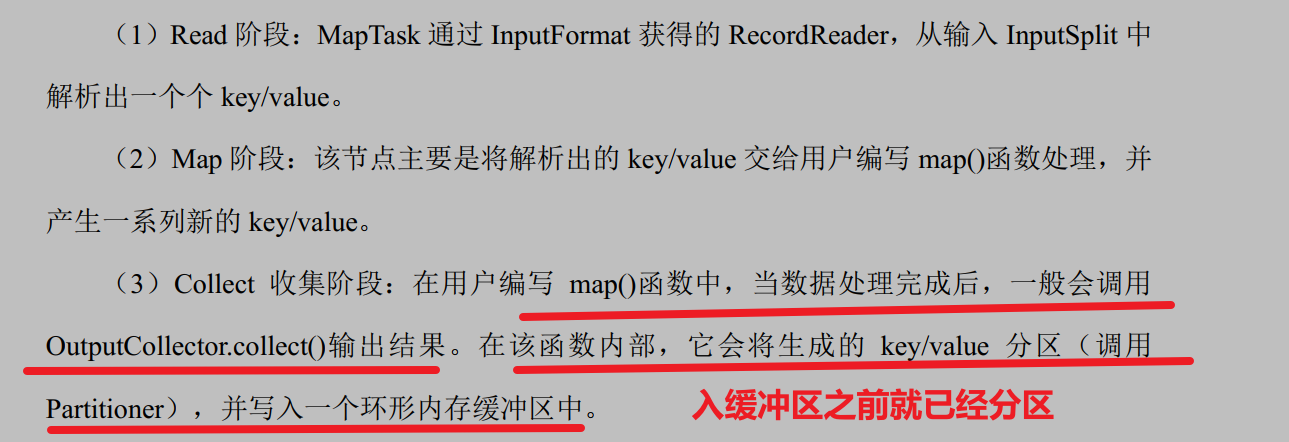 （1）Read 阶段：MapTask 通过 InputFormat 获得的 RecordReader，从输入 InputSplit 中
解析出一个个 key/value。
（2）Map 阶段：该节点主要是将解析出的 key/value 交给用户编写 map()函数处理，并
产生一系列新的 key/value。
（3）Collect 收集阶段：在用户编写 map()函数中，当数据处理完成后，一般会调用
OutputCollector.collect()输出结果。在该函数内部，它会将生成的 key/value 分区（调用
Partitioner），并写入一个环形内存缓冲区中。
入缓冲区之前就已经分区